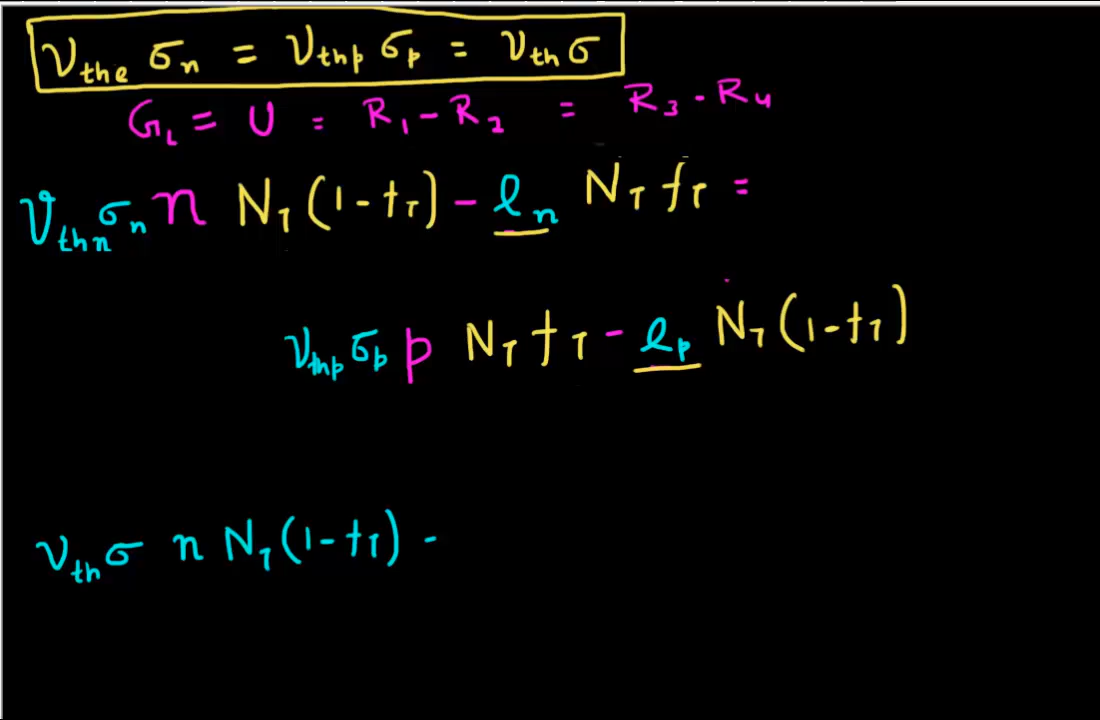 V_the σ_n = V_thp σ_p = V_th σ
G_L = U = R_1 - R_2 = R_3 - R_4
V_thn σ_n n N_T (1 - f_T) - e_n N_T f_T =
V_thp σ_p p N_T f_T - e_p N_T (1 - f_T)
V_th σ n N_T (1 - f_T) -